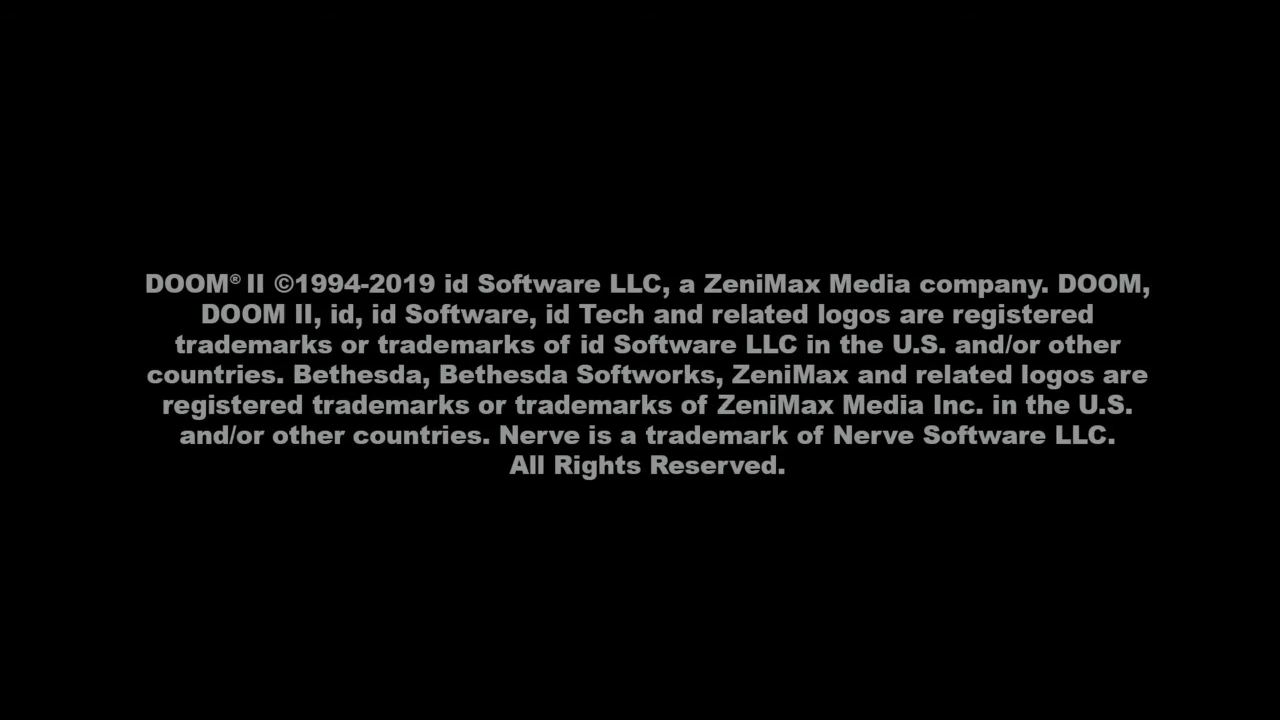 DOOM® II ©1994-2019 id Software LLC, a ZeniMax Media company. DOOM,
DOOM II, id, id Software, id Tech and related logos are registered
trademarks or trademarks of id Software LLC in the U.S. and/or other
countries. Bethesda, Bethesda Softworks, ZeniMax and related logos are
registered trademarks or trademarks of ZeniMax Media Inc. in the U.S.
and/or other countries. Nerve is a trademark of Nerve Software LLC.
All Rights Reserved.